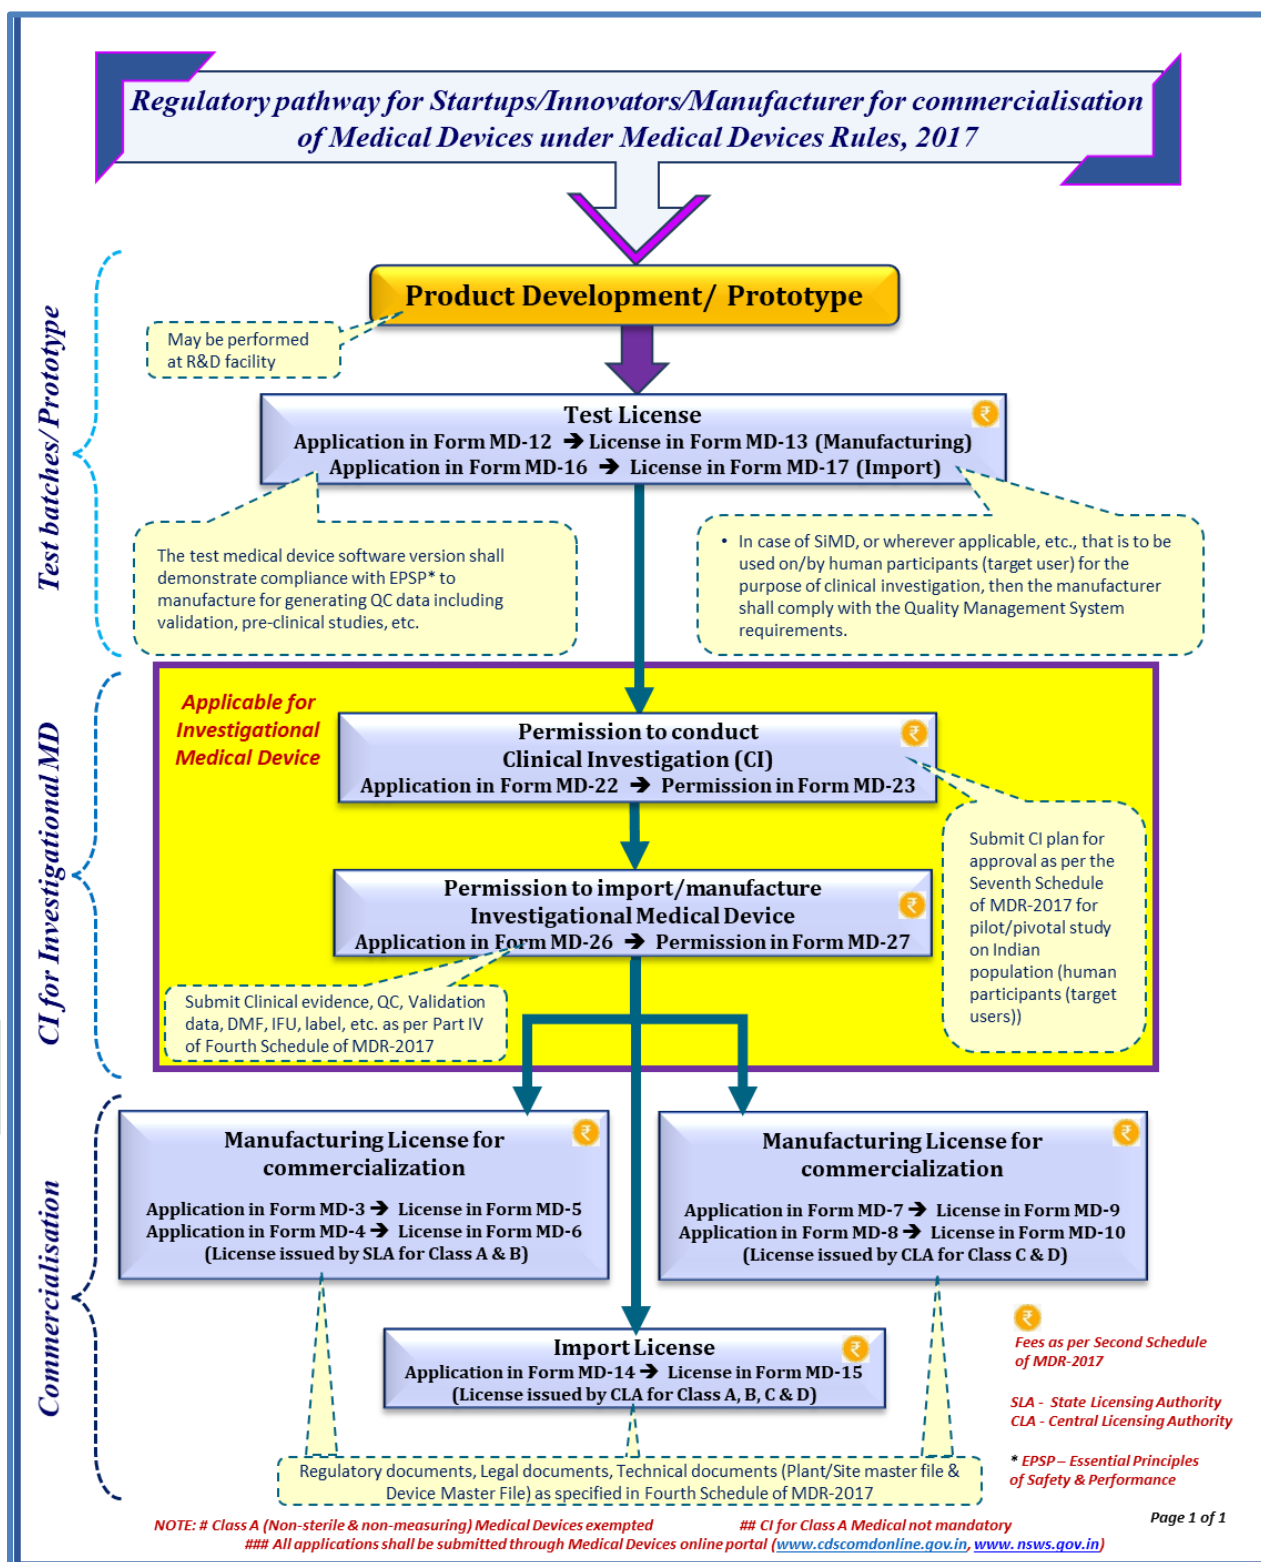 Regulatory pathway for Startups/Innovators/Manufacturer for commercialisation
of Medical Devices under Medical Devices Rules, 2017
Test batches/ Prototype
Product Development/ Prototype
May be performed
at R&D facility
Test License
₹
Application in Form MD-12 ➔ License in Form MD-13 (Manufacturing)
Application in Form MD-16 ➔ License in Form MD-17 (Import)
The test medical device software version shall
demonstrate compliance with EPSP* to
manufacture for generating QC data including
validation, pre-clinical studies, etc.
• In case of SiMD, or wherever applicable, etc., that is to be
used on/by human participants (target user) for the
purpose of clinical investigation, then the manufacturer
shall comply with the Quality Management System
requirements.
CI for Investigational MD
Applicable for
Investigational
Medical Device
Permission to conduct
₹
Clinical Investigation (CI)
Application in Form MD-22 ➔ Permission in Form MD-23
Submit CI plan for
approval as per the
Seventh Schedule
of MDR-2017 for
pilot/pivotal study
on Indian
population (human
participants (target
users))
Permission to import/manufacture
₹
Investigational Medical Device
Application in Form MD-26 ➔ Permission in Form MD-27
Submit Clinical evidence, QC, Validation
data, DMF, IFU, label, etc. as per Part IV
of Fourth Schedule of MDR-2017
Commercialisation
Manufacturing License for
₹
commercialization
Application in Form MD-3 ➔ License in Form MD-5
Application in Form MD-4 ➔ License in Form MD-6
(License issued by SLA for Class A & B)
Manufacturing License for
₹
commercialization
Application in Form MD-7 ➔ License in Form MD-9
Application in Form MD-8 ➔ License in Form MD-10
(License issued by CLA for Class C & D)
Import License
₹
Application in Form MD-14 ➔ License in Form MD-15
(License issued by CLA for Class A, B, C & D)
Regulatory documents, Legal documents, Technical documents (Plant/Site master file &
Device Master File) as specified in Fourth Schedule of MDR-2017
₹
Fees as per Second Schedule
of MDR-2017
SLA - State Licensing Authority
CLA - Central Licensing Authority
* EPSP – Essential Principles
of Safety & Performance
Page 1 of 1
NOTE: # Class A (Non-sterile & non-measuring) Medical Devices exempted ## CI for Class A Medical not mandatory
### All applications shall be submitted through Medical Devices online portal (www.cdscomdonline.gov.in, www. nsws.gov.in)